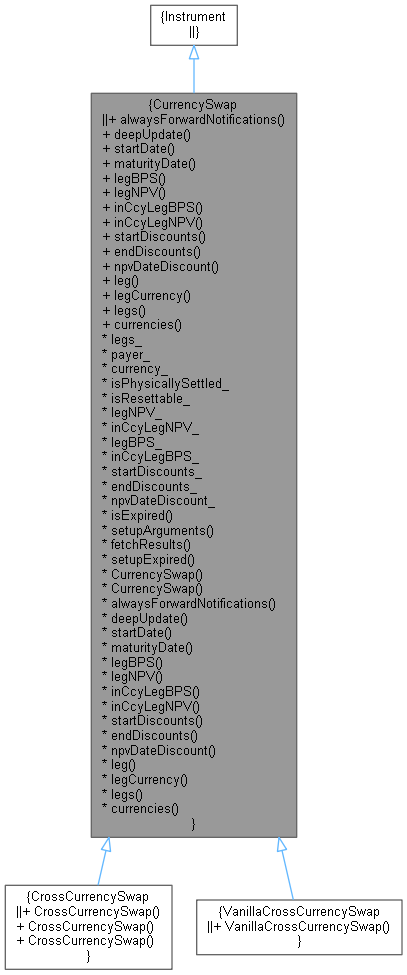 {Instrument
||}
{CurrencySwap
||+ alwaysForwardNotifications()
+ deepUpdate()
+ startDate()
+ maturityDate()
+ legBPS()
+ legNPV()
+ inCcyLegBPS()
+ inCcyLegNPV()
+ startDiscounts()
+ endDiscounts()
+ npvDateDiscount()
+ leg()
+ legCurrency()
+ legs()
+ currencies()
* legs_
* payer_
* currency_
* isPhysicallySettled_
* isResettable_
* legNPV_
* inCcyLegNPV_
* legBPS_
* inCcyLegBPS_
* startDiscounts_
* endDiscounts_
* npvDateDiscount_
* isExpired()
* setupArguments()
* fetchResults()
* setupExpired()
* CurrencySwap()
* CurrencySwap()
* alwaysForwardNotifications()
* deepUpdate()
* startDate()
* maturityDate()
* legBPS()
* legNPV()
* inCcyLegBPS()
* inCcyLegNPV()
* startDiscounts()
* endDiscounts()
* npvDateDiscount()
* leg()
* legCurrency()
* legs()
* currencies()
}
{CrossCurrencySwap
||+ CrossCurrencySwap()
+ CrossCurrencySwap()
+ CrossCurrencySwap()
}
{VanillaCrossCurrencySwap
||+ VanillaCrossCurrencySwap()
}